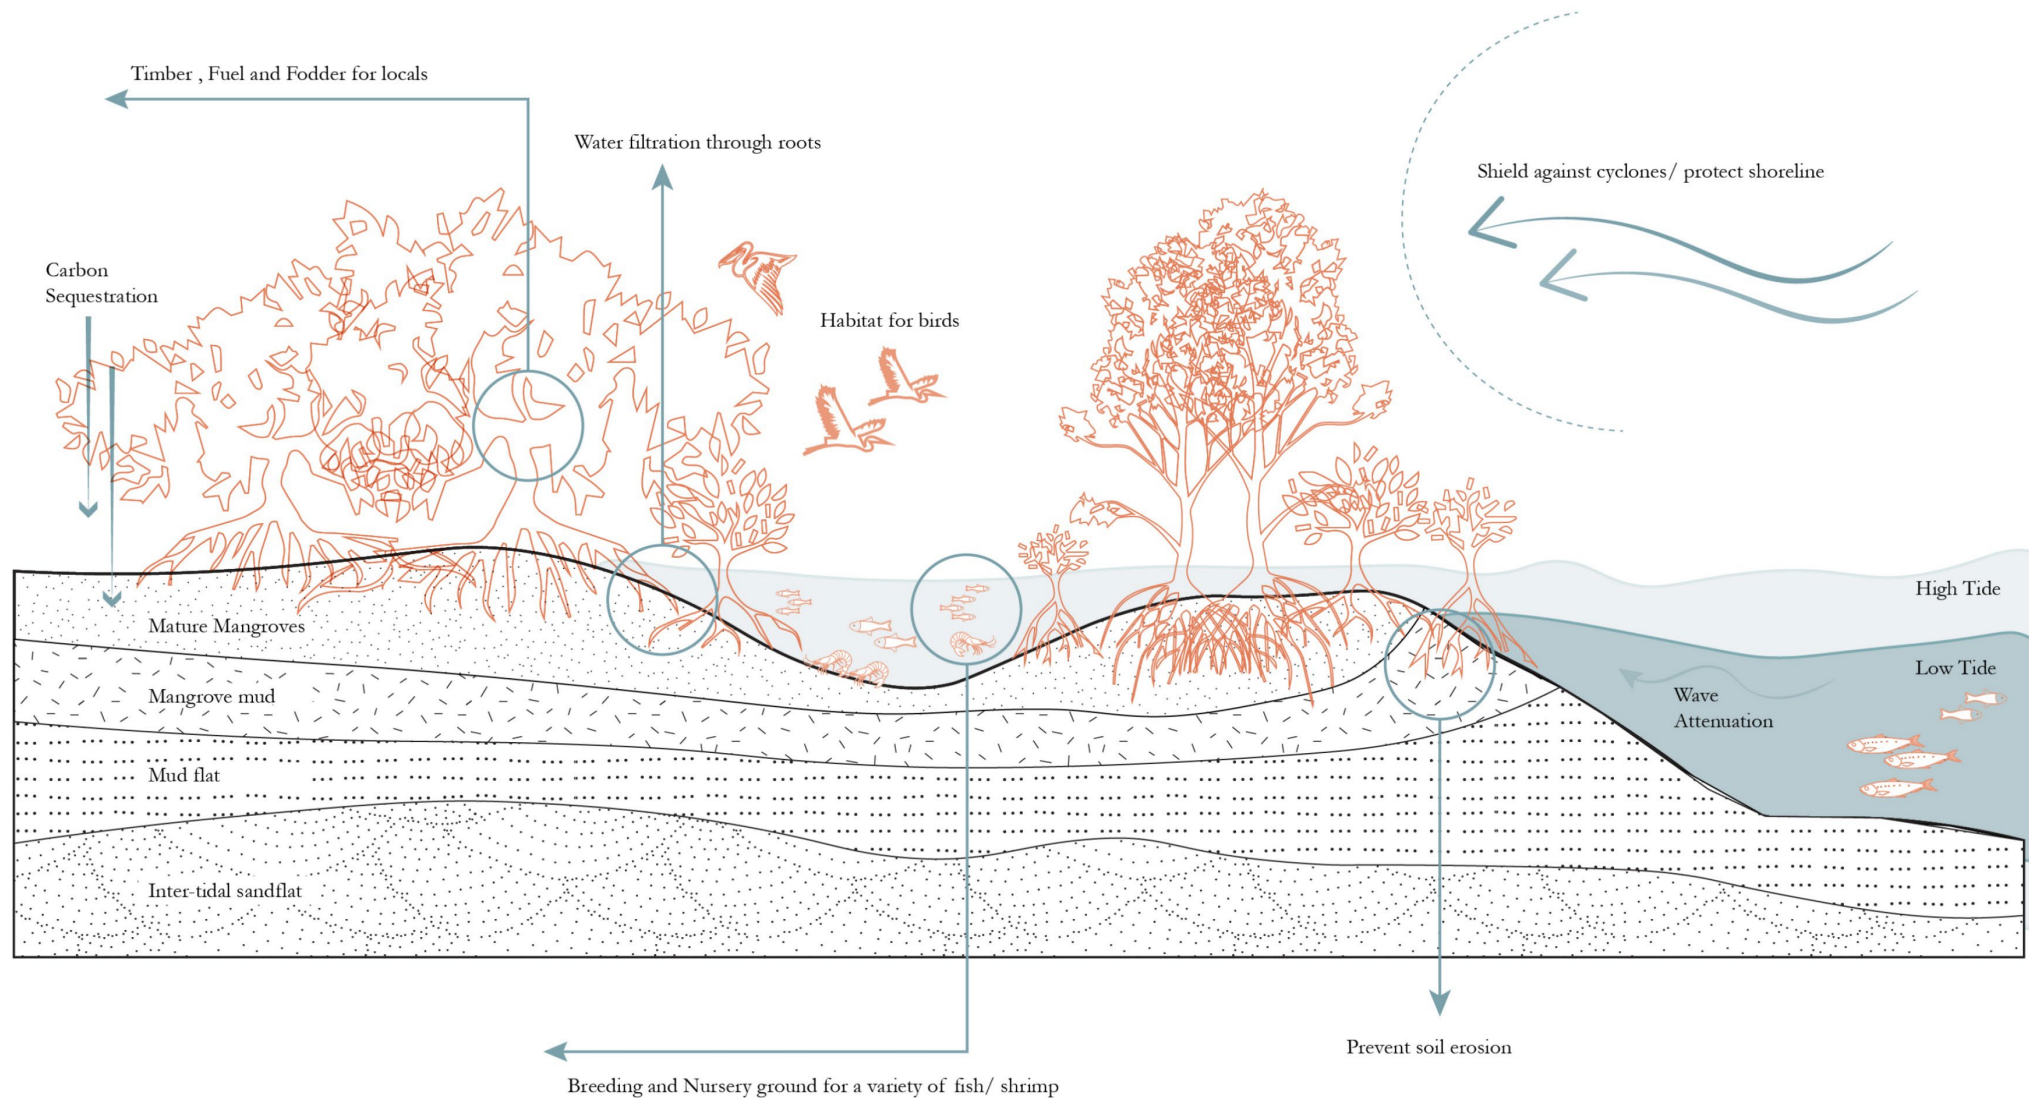 Timber , Fuel and Fodder for locals
Water filtration through roots
Shield against cyclones/ protect shoreline
Carbon
Sequestration
Habitat for birds
High Tide
Mature Mangroves
Low Tide
Mangrove mud
Wave
Attenuation
Mud flat
Inter-tidal sandflat
Prevent soil erosion
Breeding and Nursery ground for a variety of fish/ shrimp